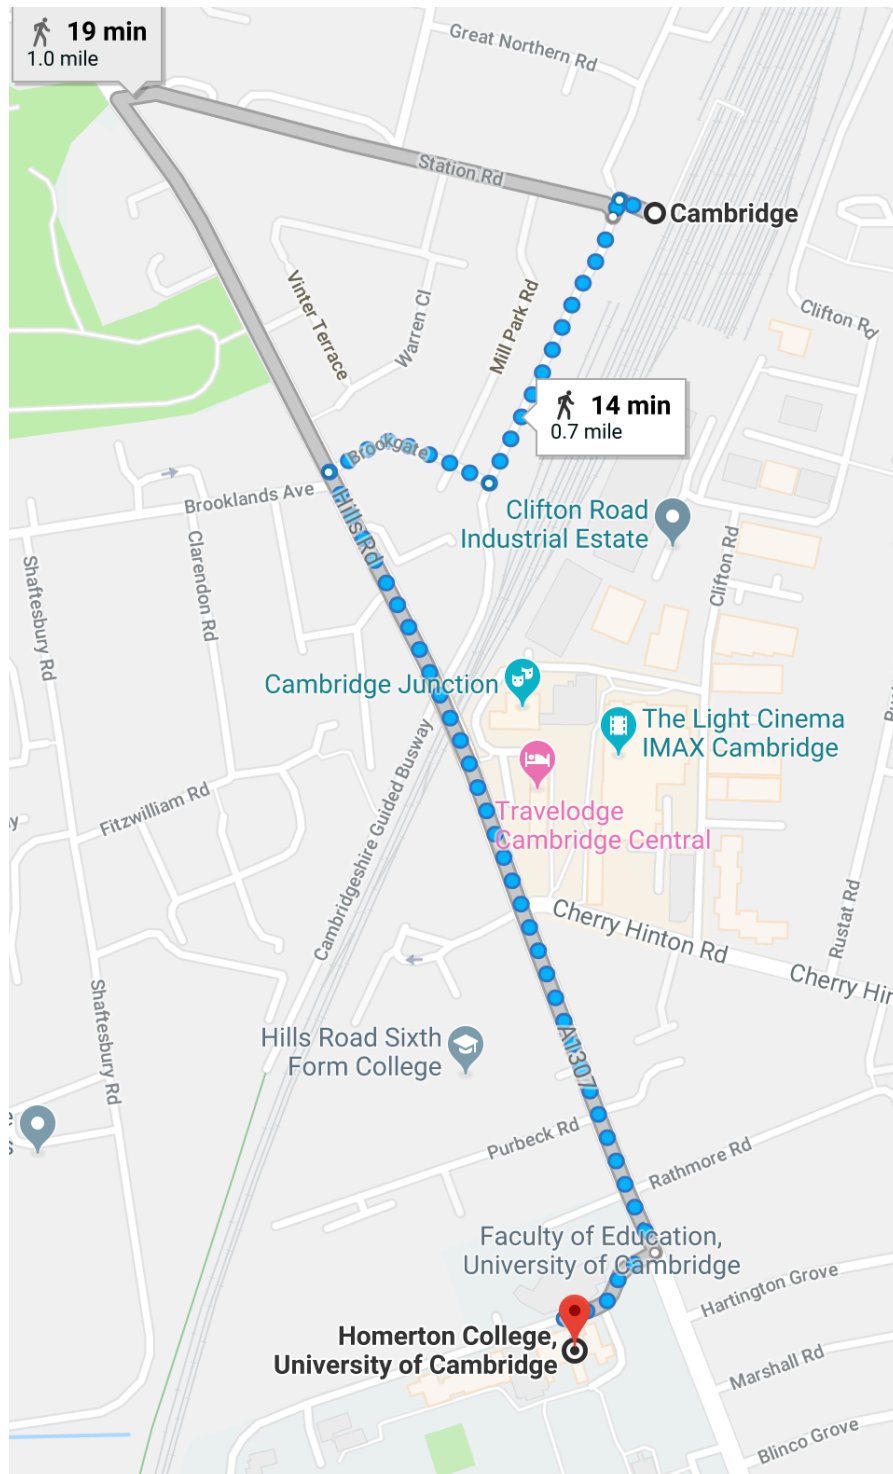 19 min
1.0 mile
Great Northern Rd
Station Rd
Cambridge
Vinter Terrace
Warren Cl
Mill Park Rd
Clifton Rd
14 min
0.7 mile
Brookgate
Brooklands Ave
Hills Rd
Clifton Road
Industrial Estate
Shaftesbury Rd
Clarendon Rd
Clifton Rd
Cambridge Junction
The Light Cinema
IMAX Cambridge
Travelodge
Cambridge Central
Fitzwilliam Rd
Cambridgeshire Guided Busway
Cherry Hinton Rd
Rustat Rd
Cherry Hin
Shaftesbury Rd
Hills Road Sixth
Form College
A1307
Purbeck Rd
Rathmore Rd
Faculty of Education,
University of Cambridge
Hartington Grove
Homerton College,
University of Cambridge
Marshall Rd
Blinco Grove